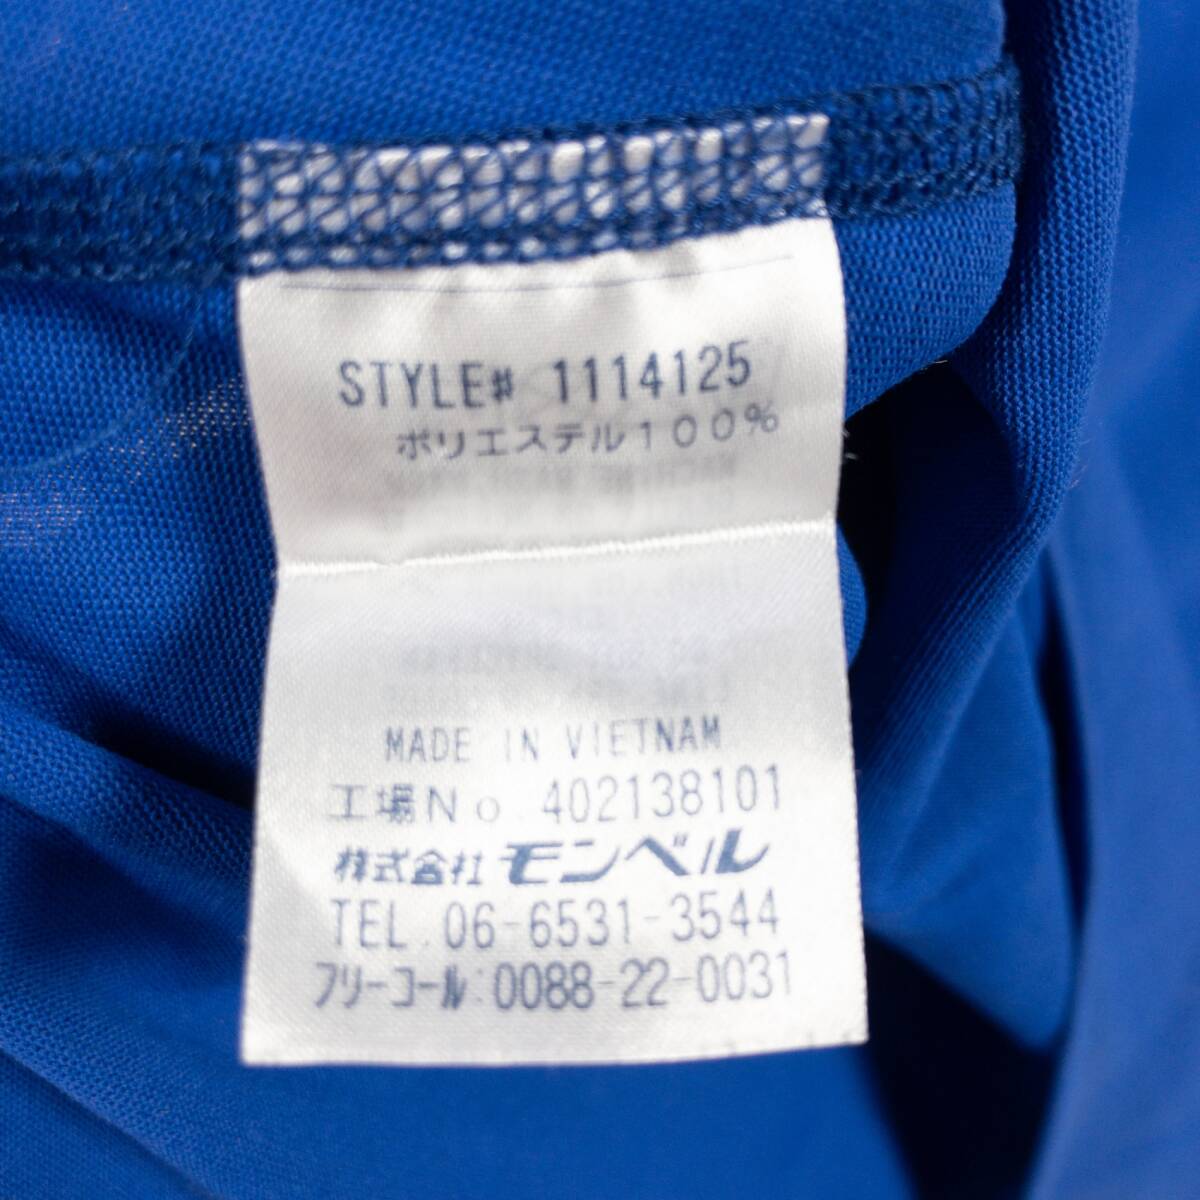 STYLE# 1114125
ポリエステル100%
MADE IN VIETNAM
工場No. 402138101
株式会社 モンベル
TEL.06-6531-3544
フリーコール:0088-22-0031